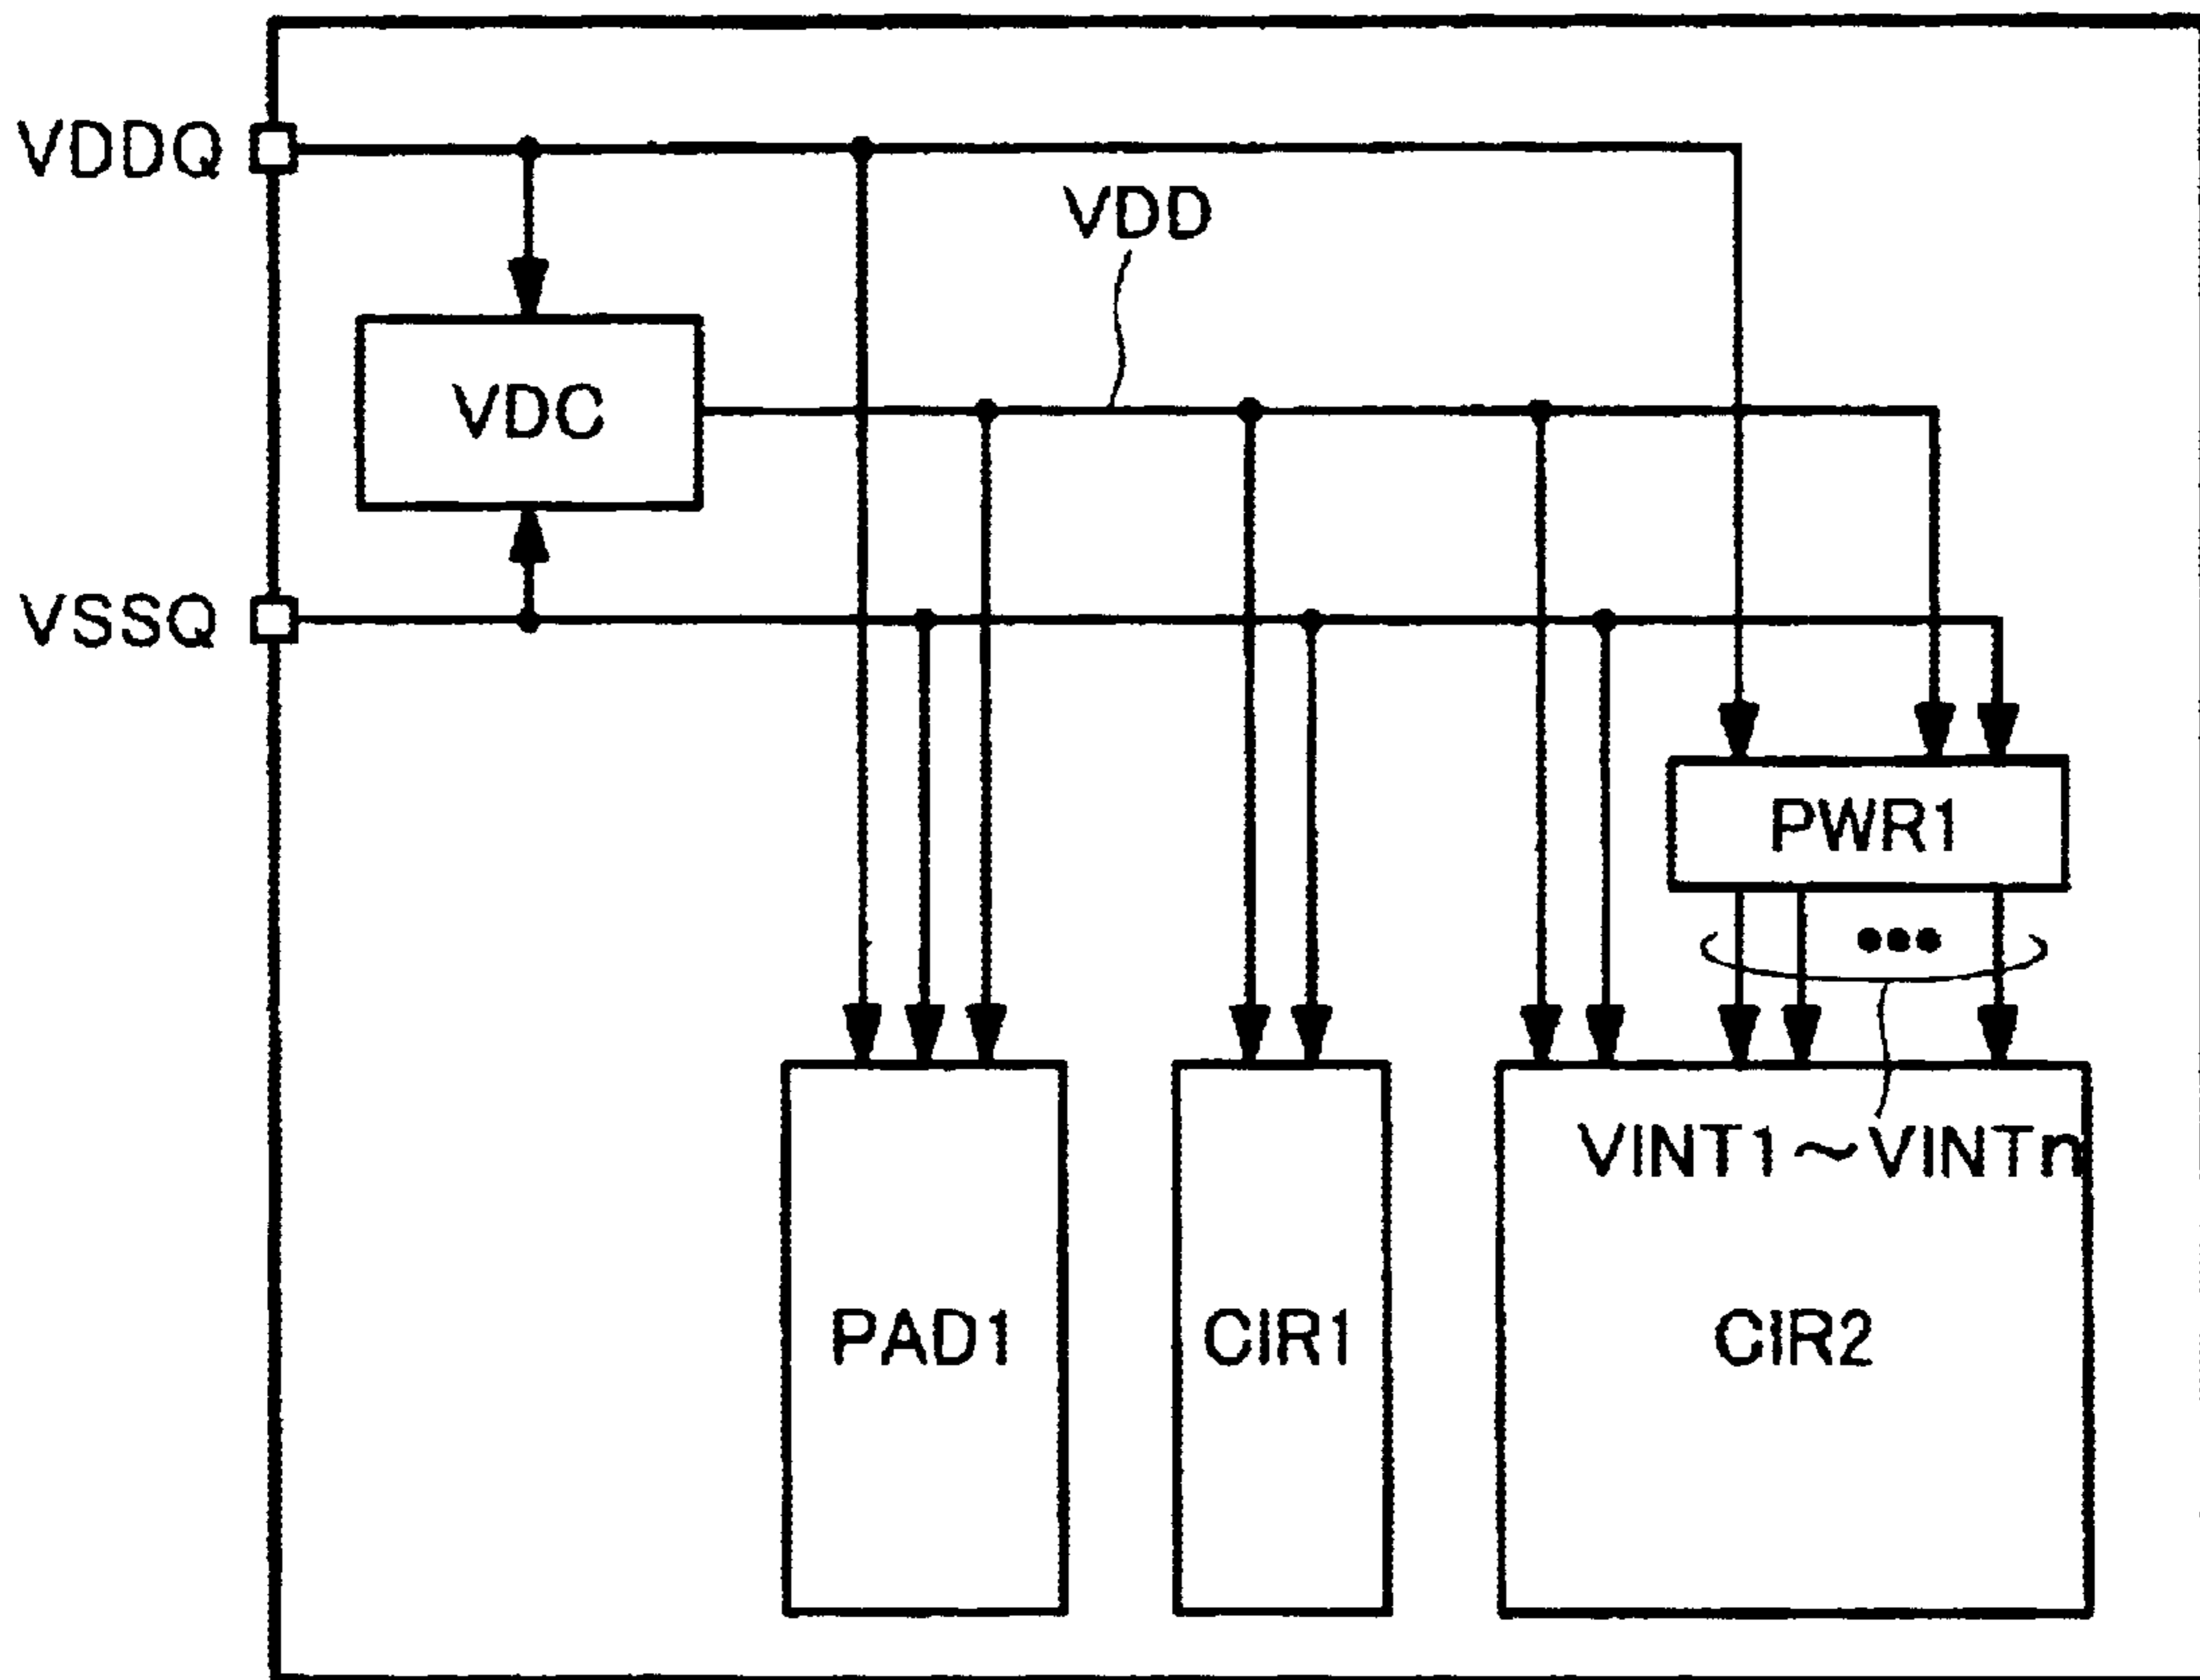 VDDQ
VDD
VDC
VSSQ
PWR1
VINT1～VINTn
PAD1
CIR1
CIR2